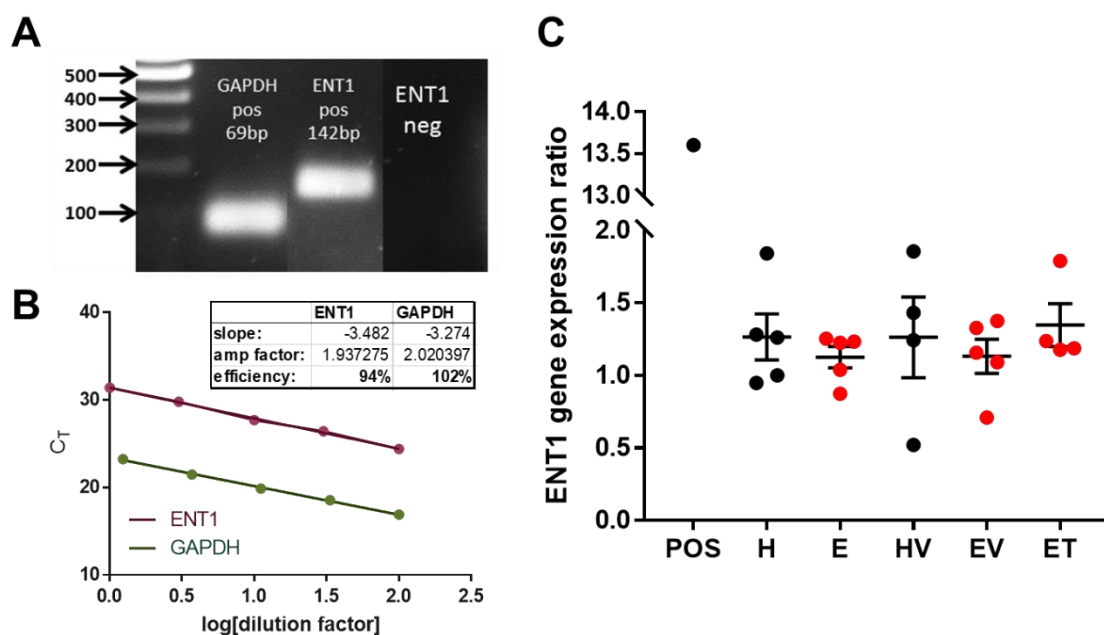 A
500
400
300
200
100
GAPDH
pos
69bp
ENT1
pos
142bp
ENT1
neg
B
ENT1 GAPDH
slope: -3.482 -3.274
amp factor: 1.937275 2.020397
efficiency: 94% 102%
40
30
20
10
CT
ENT1
GAPDH
0.0 0.5 1.0 1.5 2.0 2.5
log[dilution factor]
C
ENT1 gene expression ratio
14.0
13.5
13.0
2.0
1.5
1.0
0.5
0.0
POS H E HV EV ET